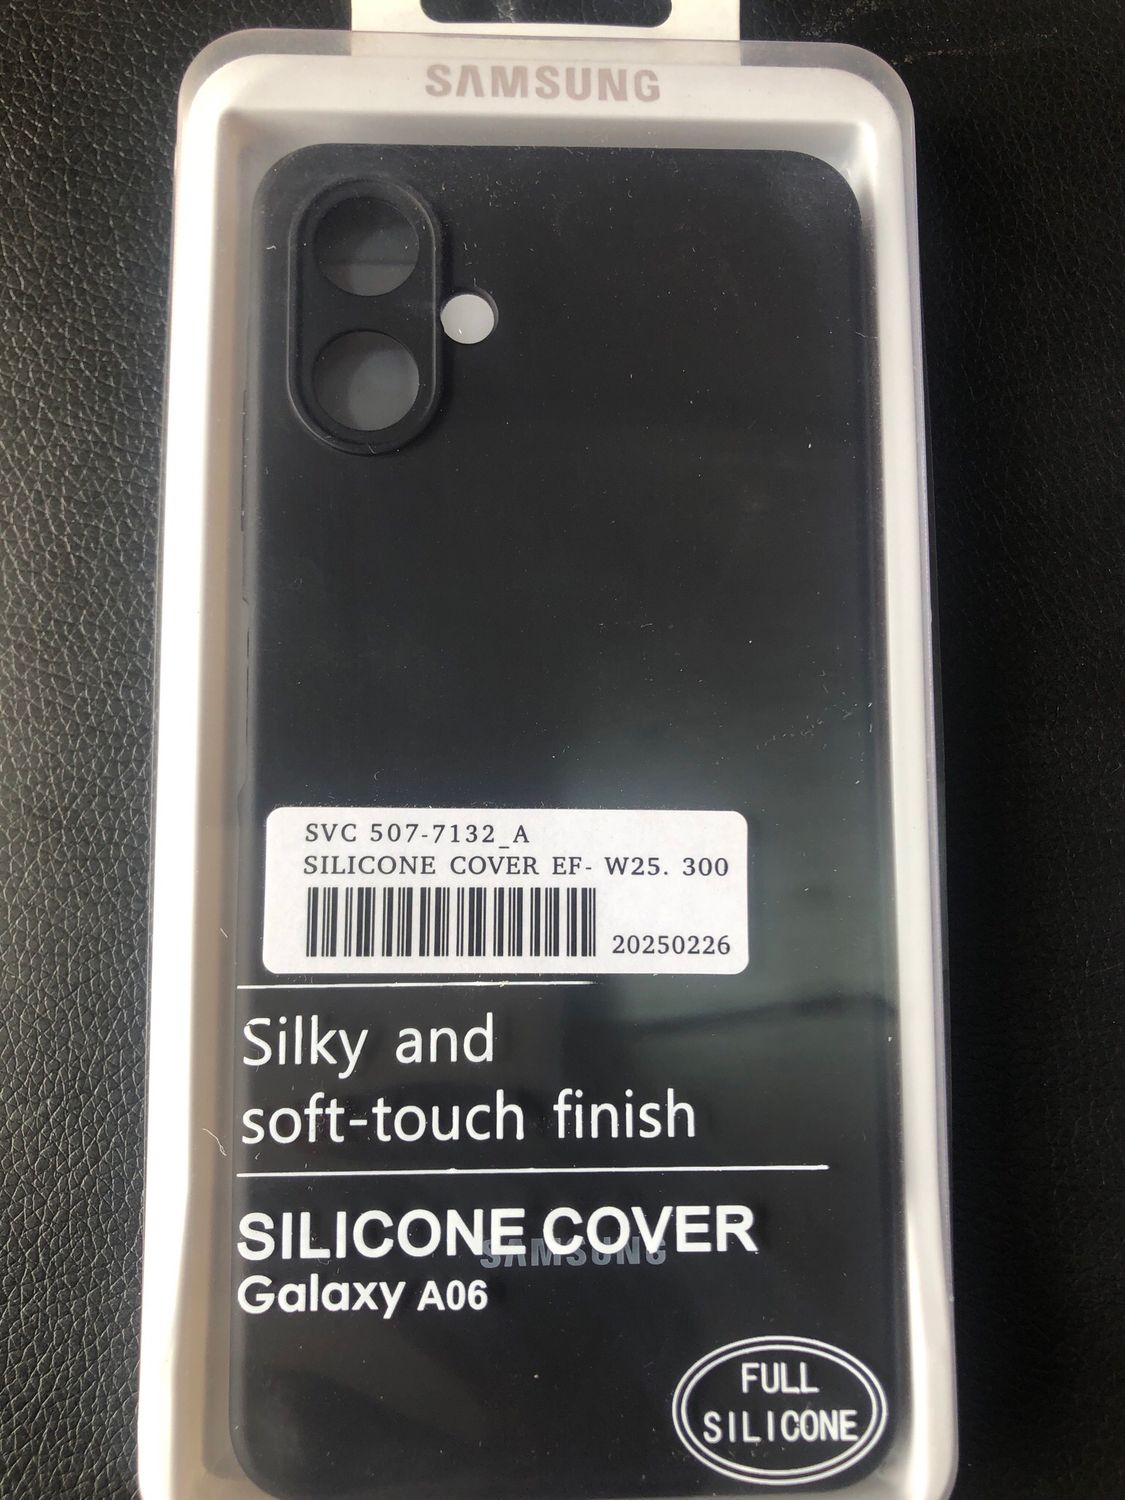 SAMSUNG
SVC 507-7132_A
SILICONE COVER EF- W25. 300
20250226
Silky and
soft-touch finish
SILICONE COVER
SAMSUNG
Galaxy A06
FULL
SILICONE